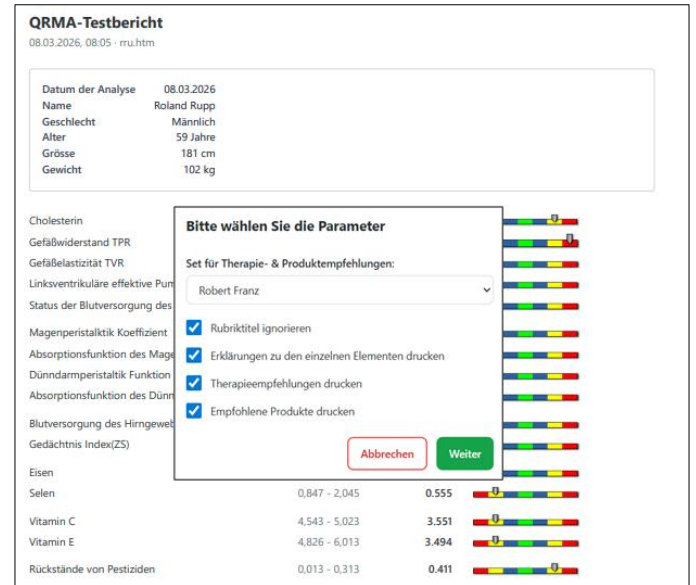 QRMA-Testbericht
08.03.2026, 08:05 · rru.htm
Datum der Analyse 08.03.2026
Name Roland Rupp
Geschlecht Männlich
Alter 59 Jahre
Grösse 181 cm
Gewicht 102 kg
Cholesterin
Gefäßwiderstand TPR
Gefäßelastizität TVR
Linksventrikuläre effektive Pum
Status der Blutversorgung des
Magenperistalktik Koeffizient
Absorptionsfunktion des Mage
Dünndarmperistaltik Funktion
Absorptionsfunktion des Dünn
Blutversorgung des Hirngeweb
Gedächtnis Index(ZS)
Bitte wählen Sie die Parameter
Set für Therapie- & Produktempfehlungen:
Robert Franz
Rubriktitel ignorieren
Erklärungen zu den einzelnen Elementen drucken
Therapieempfehlungen drucken
Empfohlene Produkte drucken
Abbrechen Weiter
Eisen
Selen 0,847 - 2,045 0.555
Vitamin C 4,543 - 5,023 3.551
Vitamin E 4,826 - 6,013 3.494
Rückstände von Pestiziden 0,013 - 0,313 0.411